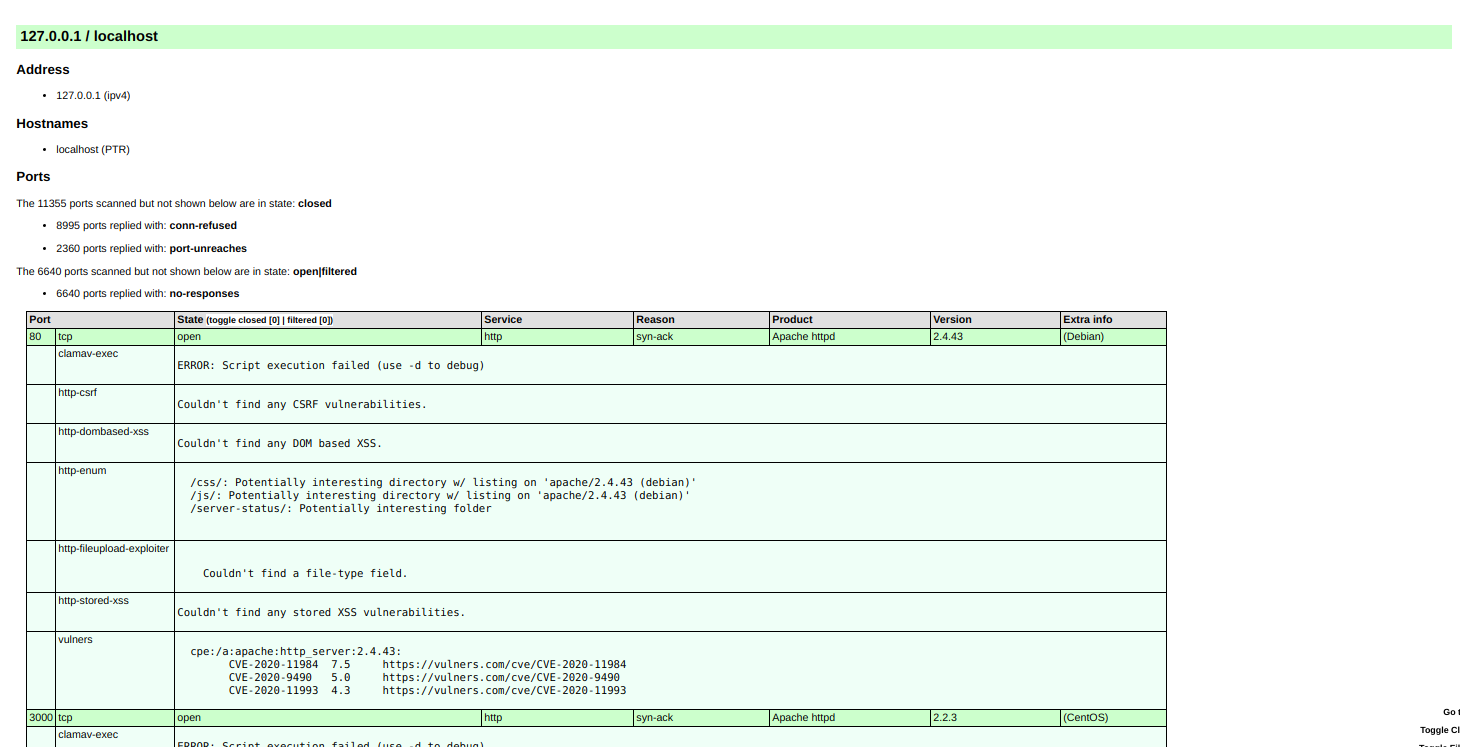 127.0.0.1 / localhost
Address
• 127.0.0.1 (ipv4)
Hostnames
• localhost (PTR)
Ports
The 11355 ports scanned but not shown below are in state: closed
• 8995 ports replied with: conn-refused
• 2360 ports replied with: port-unreaches
The 6640 ports scanned but not shown below are in state: open|filtered
• 6640 ports replied with: no-responses
Port State (toggle closed [0] | filtered [0]) Service Reason Product Version Extra info
80 tcp open http syn-ack Apache httpd 2.4.43 (Debian)
clamav-exec
ERROR: Script execution failed (use -d to debug)
http-csrf
Couldn't find any CSRF vulnerabilities.
http-dombased-xss
Couldn't find any DOM based XSS.
http-enum
/css/: Potentially interesting directory w/ listing on 'apache/2.4.43 (debian)'
/js/: Potentially interesting directory w/ listing on 'apache/2.4.43 (debian)'
/server-status/: Potentially interesting folder
http-fileupload-exploiter
Couldn't find a file-type field.
http-stored-xss
Couldn't find any stored XSS vulnerabilities.
vulners
cpe:/a:apache:http_server:2.4.43:
CVE-2020-11984 7.5 https://vulners.com/cve/CVE-2020-11984
CVE-2020-9490 5.0 https://vulners.com/cve/CVE-2020-9490
CVE-2020-11993 4.3 https://vulners.com/cve/CVE-2020-11993
3000 tcp open http syn-ack Apache httpd 2.2.3 (CentOS)
clamav-exec
ERROR: Script execution failed (use -d to debug)
Go t
Toggle Cl